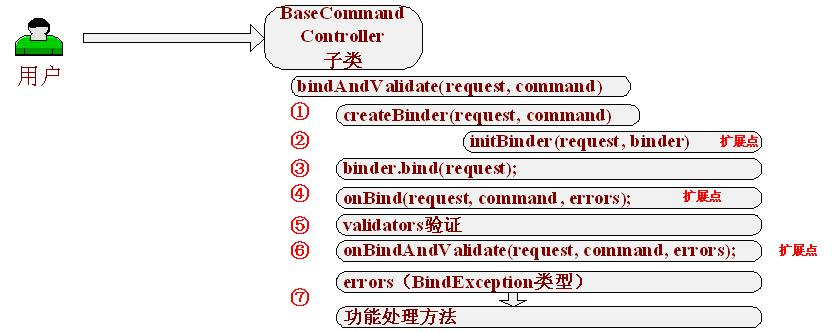 BaseCommand
Controller
子类
用户
bindAndValidate(request, command)
① createBinder(request, command)
② initBinder(request, binder) 扩展点
③ binder.bind(request);
④ onBind(request, command, errors); 扩展点
⑤ validators验证
⑥ onBindAndValidate(request, command, errors); 扩展点
errors（BindException类型）
⑦
功能处理方法